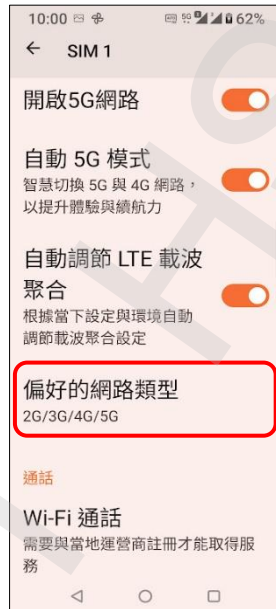 10:00
62%
SIM 1
開啟5G網路
自動 5G 模式
智慧切換 5G 與 4G 網路，
以提升體驗與續航力
自動調節 LTE 載波
聚合
根據當下設定與環境自動
調節載波聚合設定
偏好的網路類型
2G/3G/4G/5G
通話
Wi-Fi 通話
需要與當地運營商註冊才能取得服
務